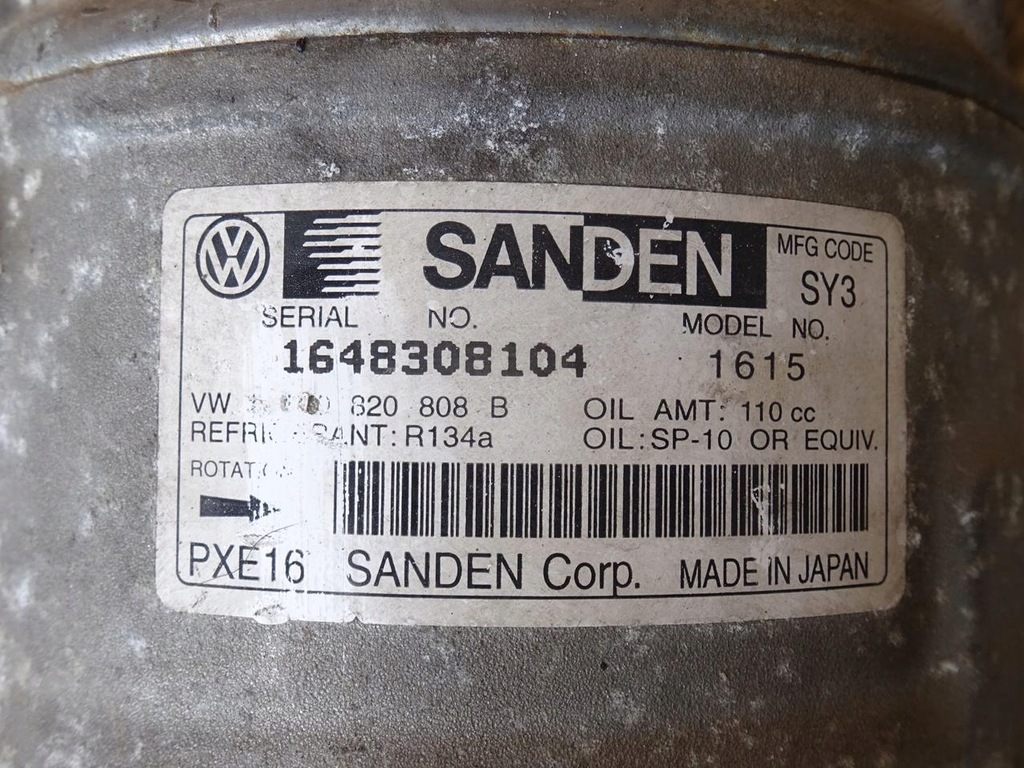 SANDEN
MFG CODE
SY3
SERIAL NO.
1648308104
MODEL NO.
1615
VW 820 808 B
OIL AMT: 110 cc
R134a
OIL: SP-10 OR EQUIV.
PXE16 SANDEN Corp. MADE IN JAPAN